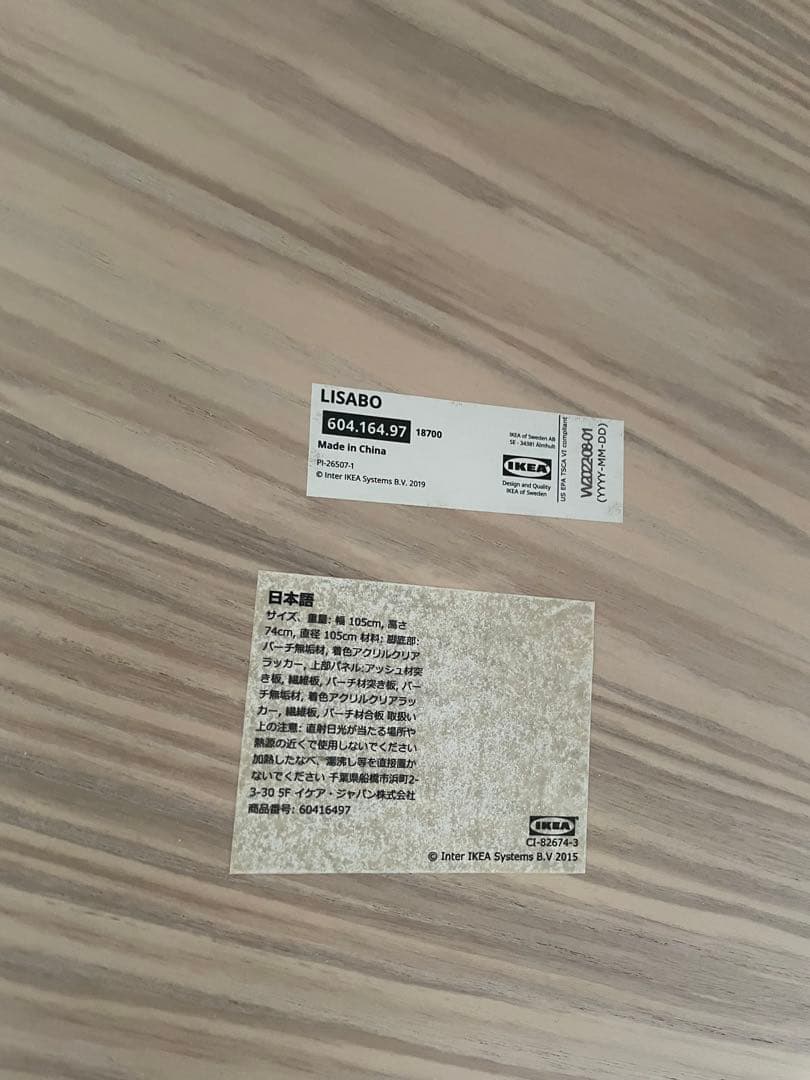 LISABO
604.164.97 18700
Made in China
PI-26507-1
© Inter IKEA Systems B.V. 2019
IKEA of Sweden AB
SE - 34381 Älmhult
IKEA
Design and Quality
IKEA of Sweden
US EPA TSCA VI compliant
(YYYY-MM-DD)
日本語
サイズ、重量: 幅 105cm, 高さ
74cm, 直径 105cm 材料: 脚底部:
バーチ無垢材, 着色アクリルクリア
ラッカー, 上部パネル:アッシュ材突
き板, 繊維板, バーチ材突き板, バー
チ無垢材, 着色アクリルクリアラッ
カー, 繊維板, バーチ材合板 取扱い
上の注意: 直射日光が当たる場所や
熱源の近くで使用しないでください
加熱したなべ、湯沸し等を直接置か
ないでください 千葉県船橋市浜町2-
3-30 5F イケア・ジャパン株式会社
商品番号: 60416497
IKEA
CI-82674-3
© Inter IKEA Systems B.V 2015